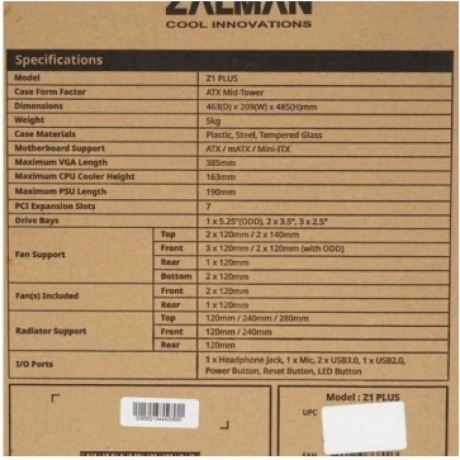 ZALMAN
COOL INNOVATIONS
Specifications
Model Z1 PLUS
Case Form Factor ATX Mid-Tower
Dimensions 463(D) x 209(W) x 485(H)mm
Weight 5kg
Case Materials Plastic, Steel, Tempered Glass
Motherboard Support ATX / mATX / Mini-ITX
Maximum VGA Length 385mm
Maximum CPU Cooler Height 163mm
Maximum PSU Length 190mm
PCI Expansion Slots 7
Drive Bays 1 x 5.25"(ODD), 2 x 3.5", 3 x 2.5"
Fan Support Top 2 x 120mm / 2 x 140mm
Front 3 x 120mm / 2 x 120mm (with ODD)
Rear 1 x 120mm
Bottom 2 x 120mm
Fan(s) Included Front 2 x 120mm
Rear 1 x 120mm
Radiator Support Top 120mm / 240mm / 280mm
Front 120mm / 240mm
Rear 120mm
I/O Ports 1 x Headphone Jack, 1 x Mic, 2 x USB3.0, 1 x USB2.0,
Power Button, Reset Button, LED Button
Model : Z1 PLUS
UPC
EAN